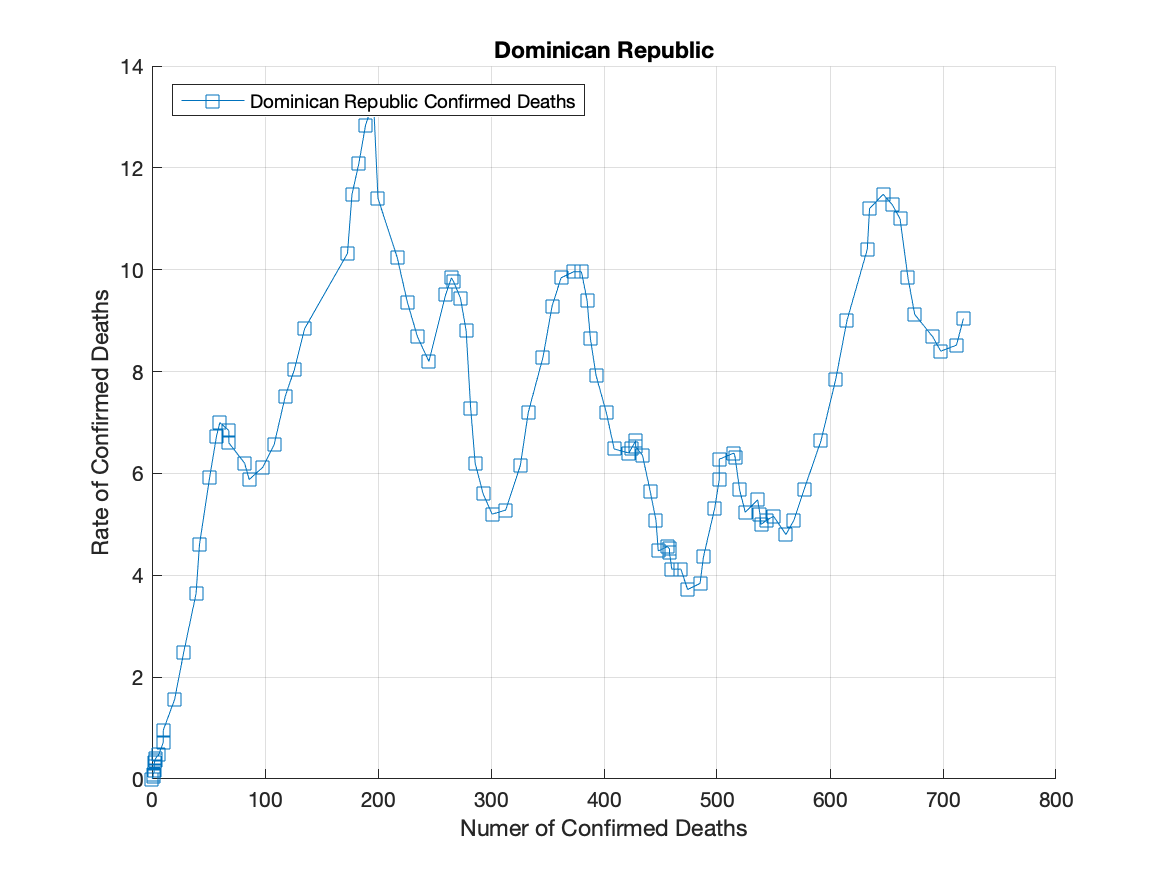 Dominican Republic
14
Dominican Republic Confirmed Deaths
12
10
8
6
4
2
0
Rate of Confirmed Deaths
0 100 200 300 400 500 600 700 800
Numer of Confirmed Deaths